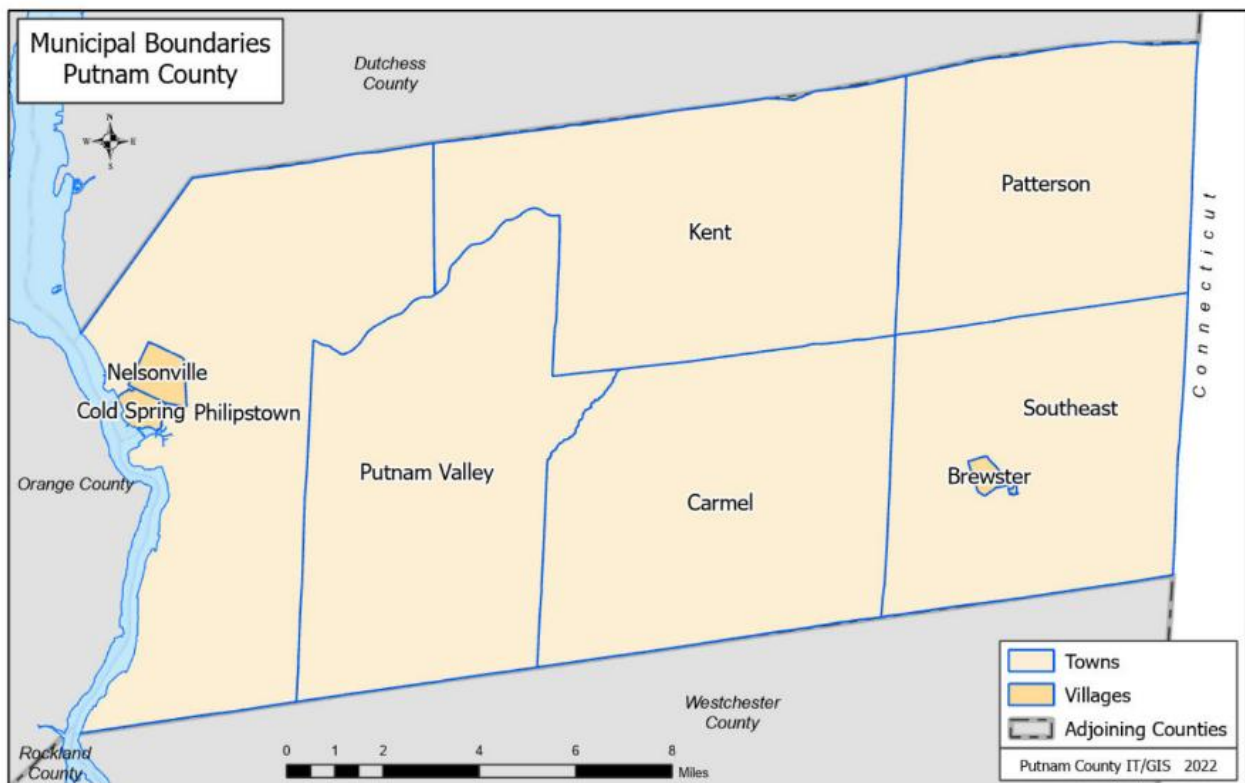 Municipal Boundaries
Putnam County
N
W E
S
Dutchess
County
Patterson
Kent
Connecticut
Nelsonville
Cold Spring Philipstown
Southeast
Putnam Valley
Brewster
Orange County
Carmel
Westchester
County
Rockland
County
0 1 2 4 6 8
Miles
Towns
Villages
Adjoining Counties
Putnam County IT/GIS 2022